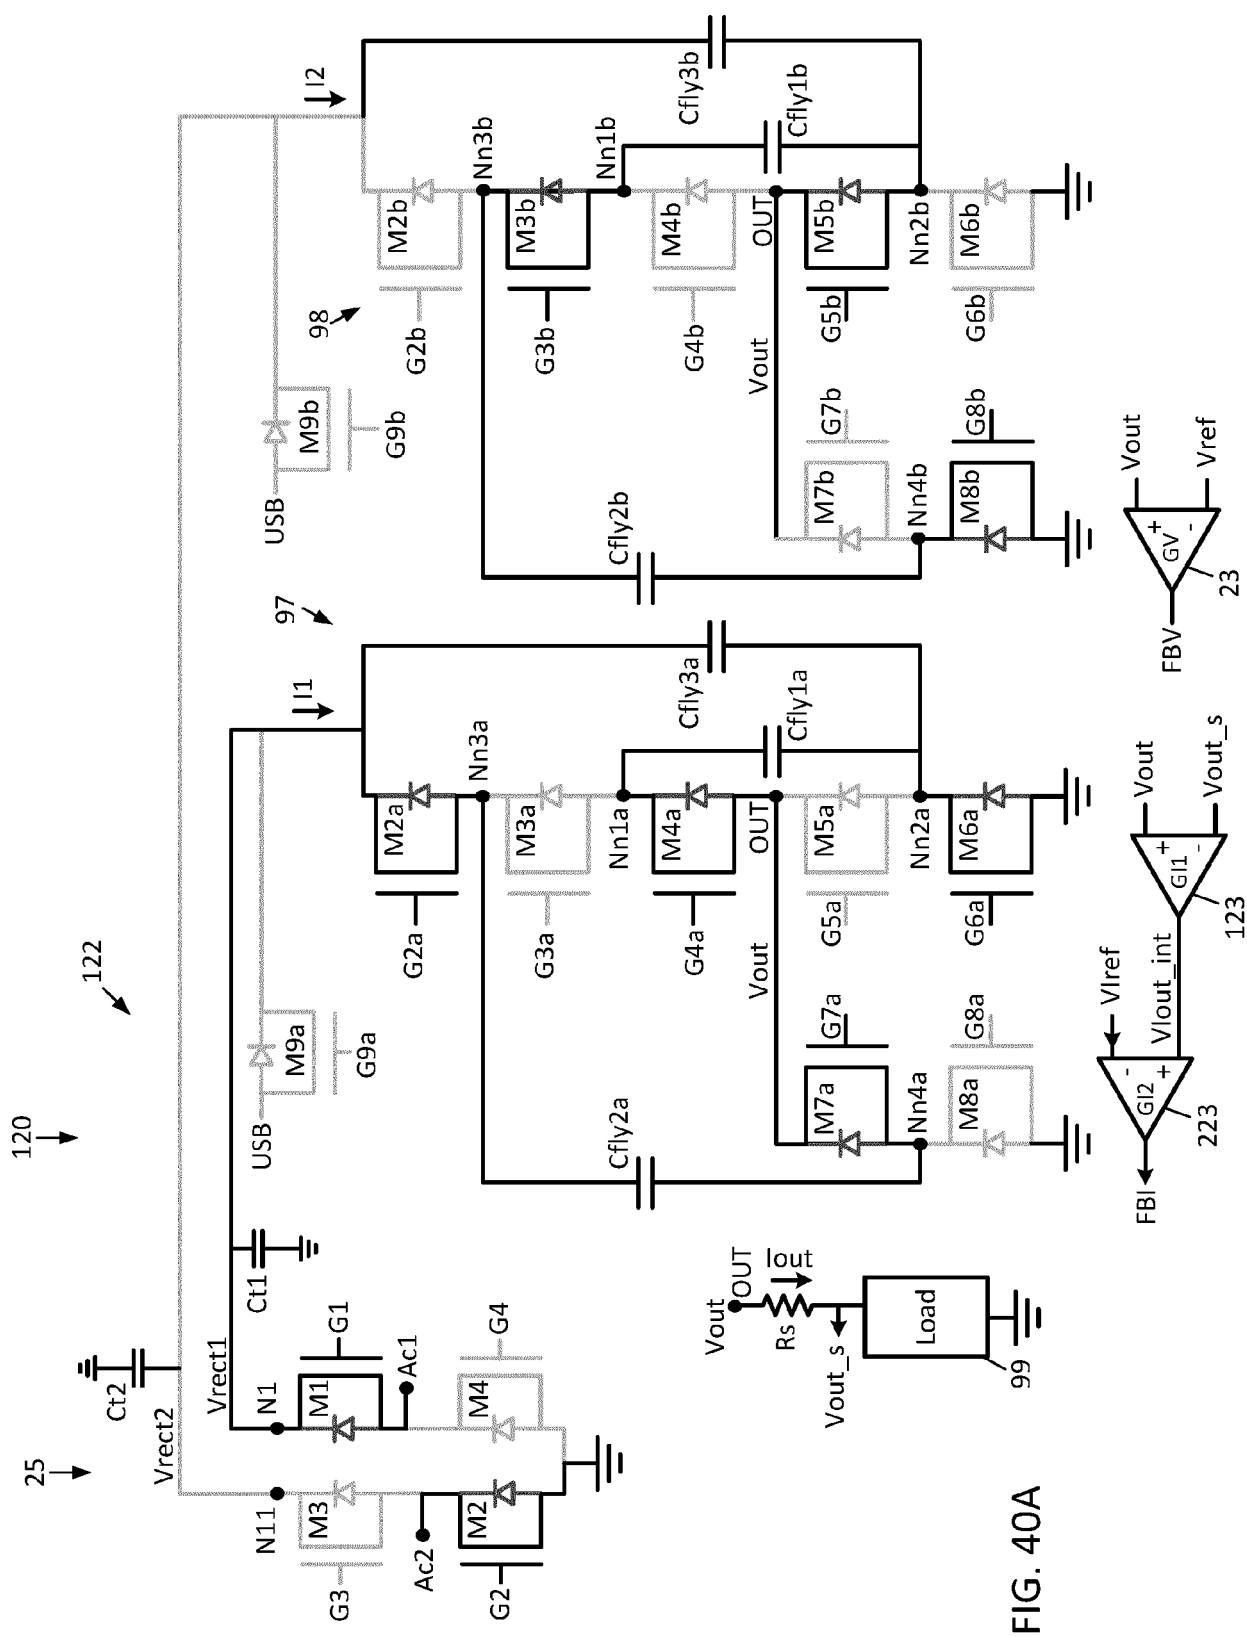 120
122
25
Ct2
Vrect2
Vrect1
Ct1
N11
N1
G3
M3
M1
G1
Ac2
Ac1
G2
M2
M4
G4
USB
M9a
G9a
97
I1
M2a
G2a
Nn3a
M3a
G3a
Nn1a
M4a
G4a
OUT
Vout
M5a
G5a
Nn2a
M6a
G6a
Cfly3a
Cfly1a
Cfly2a
M7a
G7a
Nn4a
M8a
G8a
USB
M9b
G9b
98
I2
M2b
G2b
Nn3b
M3b
G3b
Nn1b
M4b
G4b
OUT
Vout
M5b
G5b
Nn2b
M6b
G6b
Cfly3b
Cfly1b
Cfly2b
M7b
G7b
Nn4b
M8b
G8b
Vout
OUT
Rs
Iout
Vout_s
Load
99
FBI
GI2
-
+
223
VIref
VIout_int
GI1
+
-
123
Vout
Vout_s
FBV
GV
+
-
23
Vout
Vref
FIG. 40A